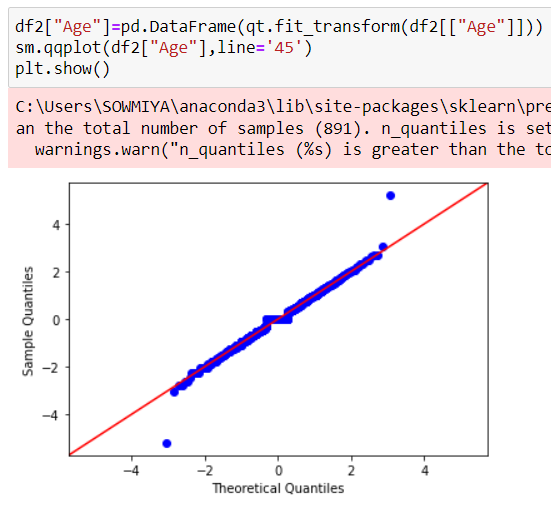 df2["Age"]=pd.DataFrame(qt.fit_transform(df2[["Age"]]))
sm.qqplot(df2["Age"],line='45')
plt.show()
C:\Users\SOWMIYA\anaconda3\lib\site-packages\sklearn\pre
an the total number of samples (891). n_quantiles is set
warnings.warn("n_quantiles (%s) is greater than the to
4
2
0
−2
−4
Sample Quantiles
−4 −2 0 2 4
Theoretical Quantiles